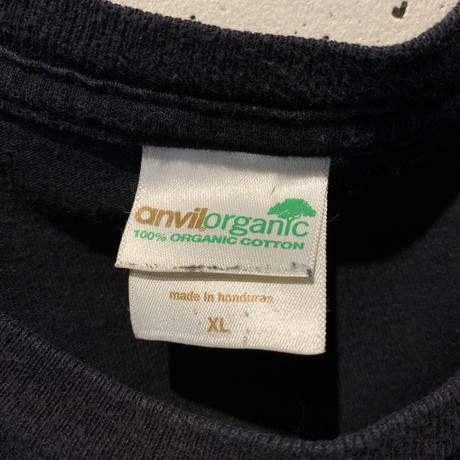 anvilorganic
100% ORGANIC COTTON
made in honduras
XL